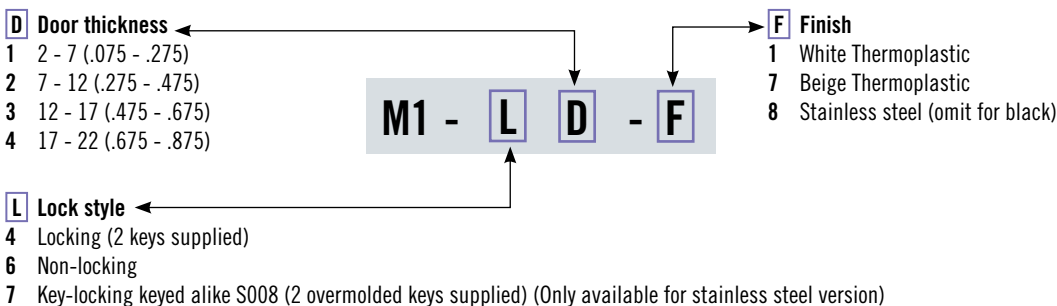 D Door thickness
1 2 - 7 (.075 - .275)
2 7 - 12 (.275 - .475)
3 12 - 17 (.475 - .675)
4 17 - 22 (.675 - .875)
F Finish
1 White Thermoplastic
7 Beige Thermoplastic
8 Stainless steel (omit for black)
M1 - L D - F
L Lock style
4 Locking (2 keys supplied)
6 Non-locking
7 Key-locking keyed alike S008 (2 overmolded keys supplied) (Only available for stainless steel version)